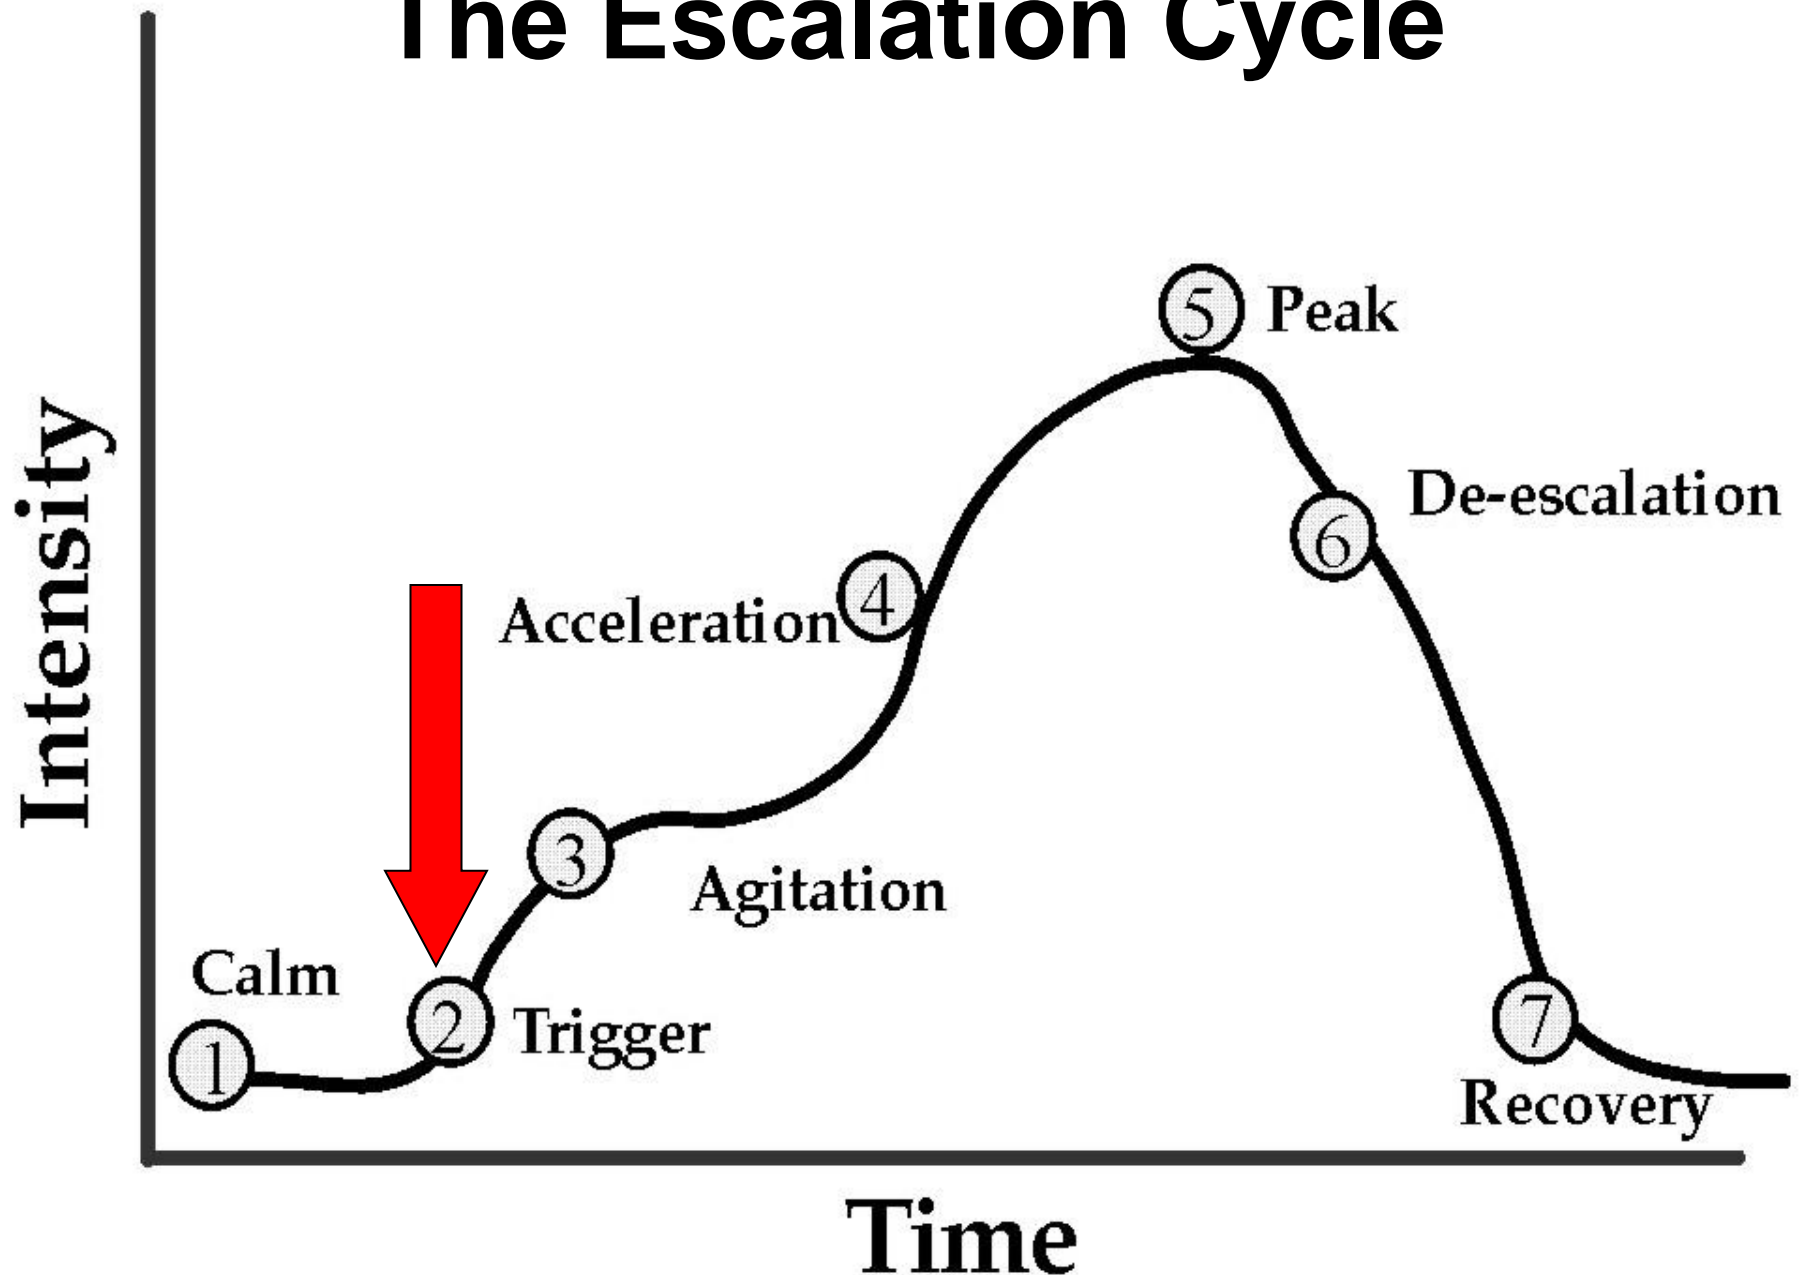 The Escalation Cycle
Intensity
5 Peak
De-escalation
6
Acceleration 4
3
Agitation
Calm
1
2 Trigger
7
Recovery
Time